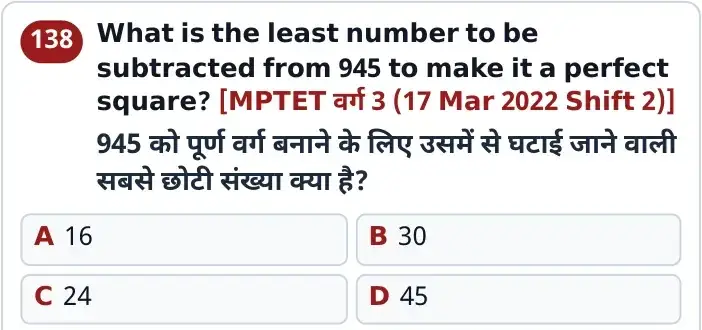 138 What is the least number to be
subtracted from 945 to make it a perfect
square? [MPTET वर्ग 3 (17 Mar 2022 Shift 2)]
945 को पूर्ण वर्ग बनाने के लिए उसमें से घटाई जाने वाली
सबसे छोटी संख्या क्या है?
A 16
B 30
C 24
D 45